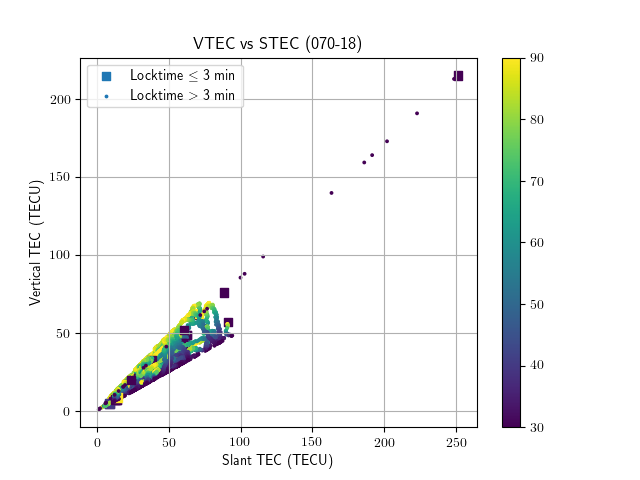 VTEC vs STEC (070-18)
Locktime ≤ 3 min
Locktime > 3 min
Vertical TEC (TECU)
200
150
100
50
0
0 50 100 150 200 250
Slant TEC (TECU)
90
80
70
60
50
40
30